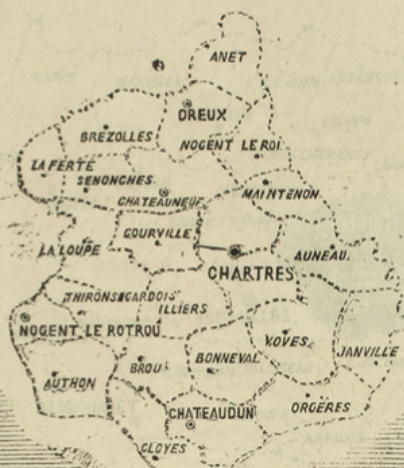 ANET
DREUX
BRÉZOLLES
NOGENT LE ROI
LA FERTE
SENONCHES
CHATEAUNEUF
MAINTENON
COURVILLE
LA LOUPE
AUNEAU
CHARTRES
THIRONS GARDOIS
ILLIERS
NOGENT LE ROTROU
VOVES
BONNEVAL
JANVILLE
BROU
AUTHON
ORGÈRES
CHATEAUDUN
CLOYES